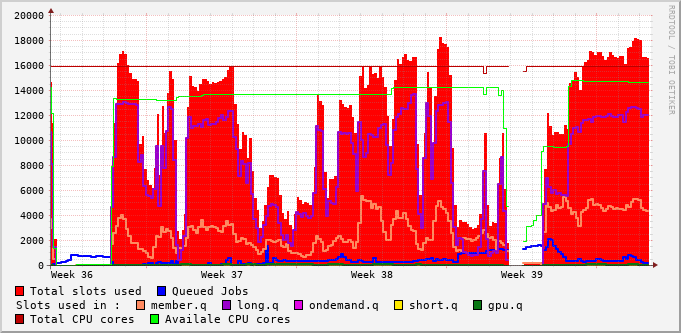 20000
18000
16000
14000
12000
10000
8000
6000
4000
2000
0
Week 36 Week 37 Week 38 Week 39
RRDTOOL / TOBI OETIKER
Total slots used Queued Jobs
Slots used in : member.q long.q ondemand.q short.q gpu.q
Total CPU cores Availale CPU cores